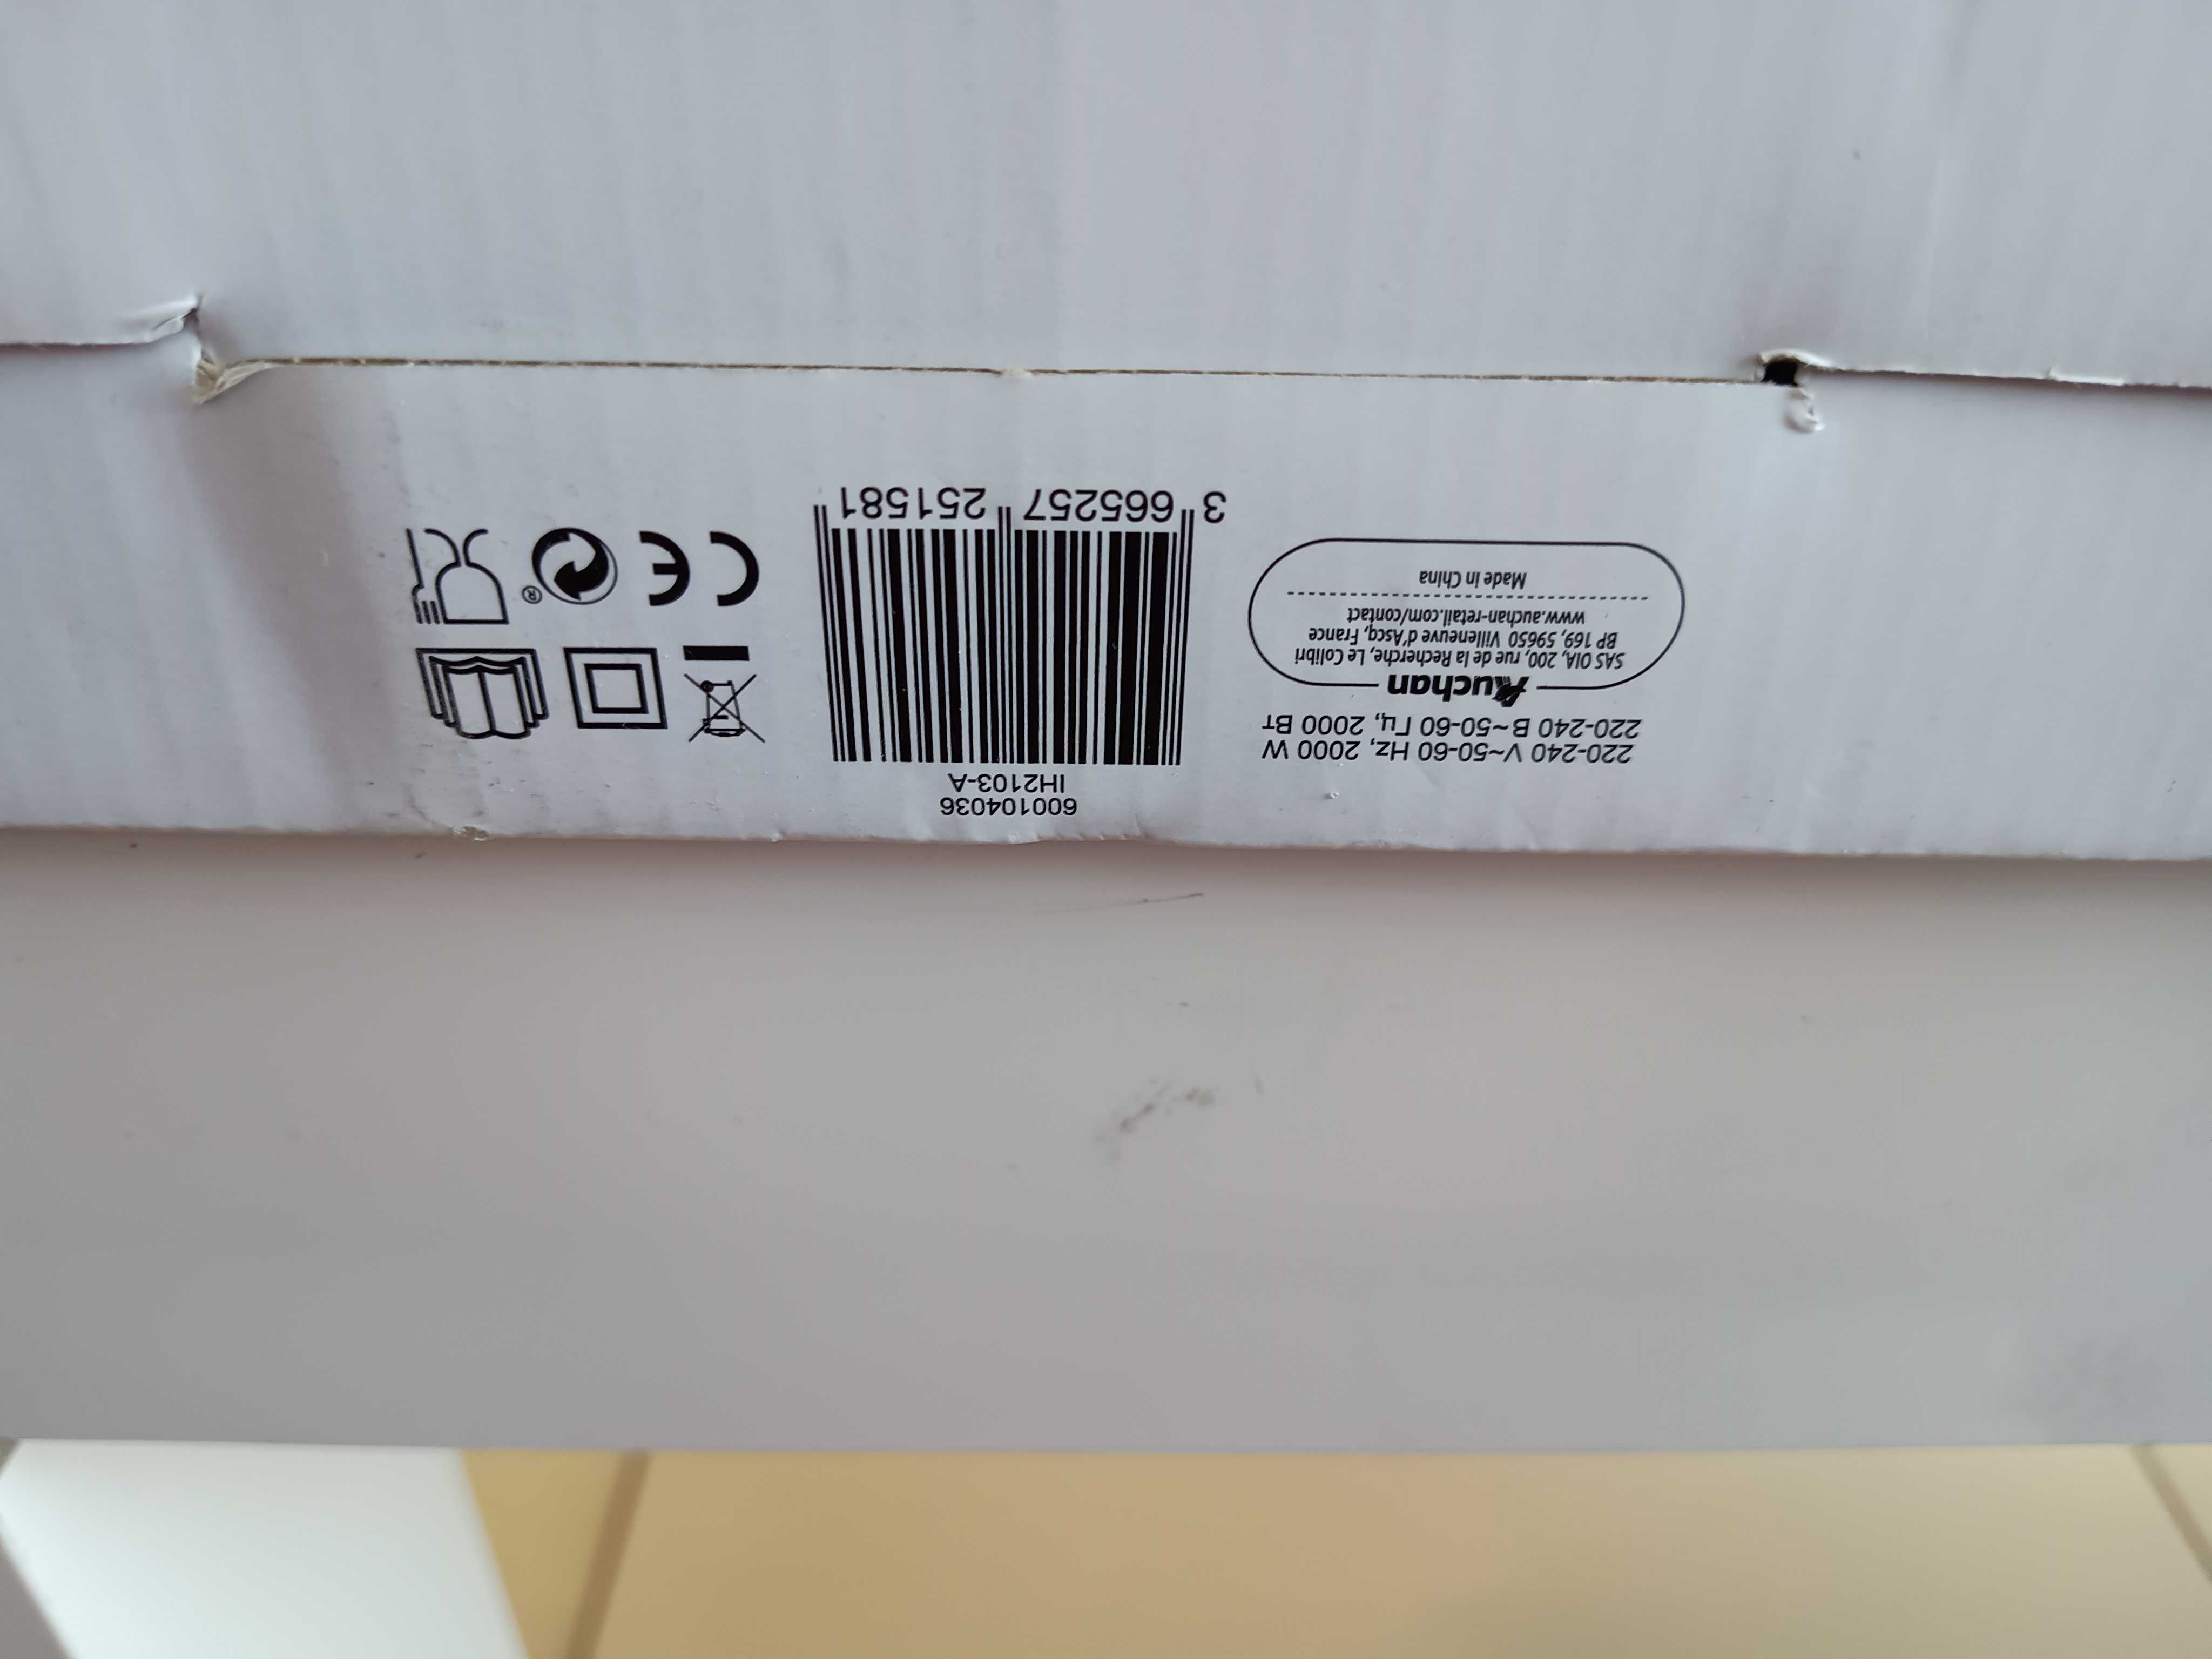 600104036
IH2103-A
3 665257 251581
220-240 V~50-60 Hz, 2000 W
220-240 В~50-60 Гц, 2000 Вт
Auchan
SAS OIA, 200, rue de la Recherche, Le Colibri
BP 169, 59650 Villeneuve d'Ascq, France
www.auchan-retail.com/contact
Made in China
CE
®